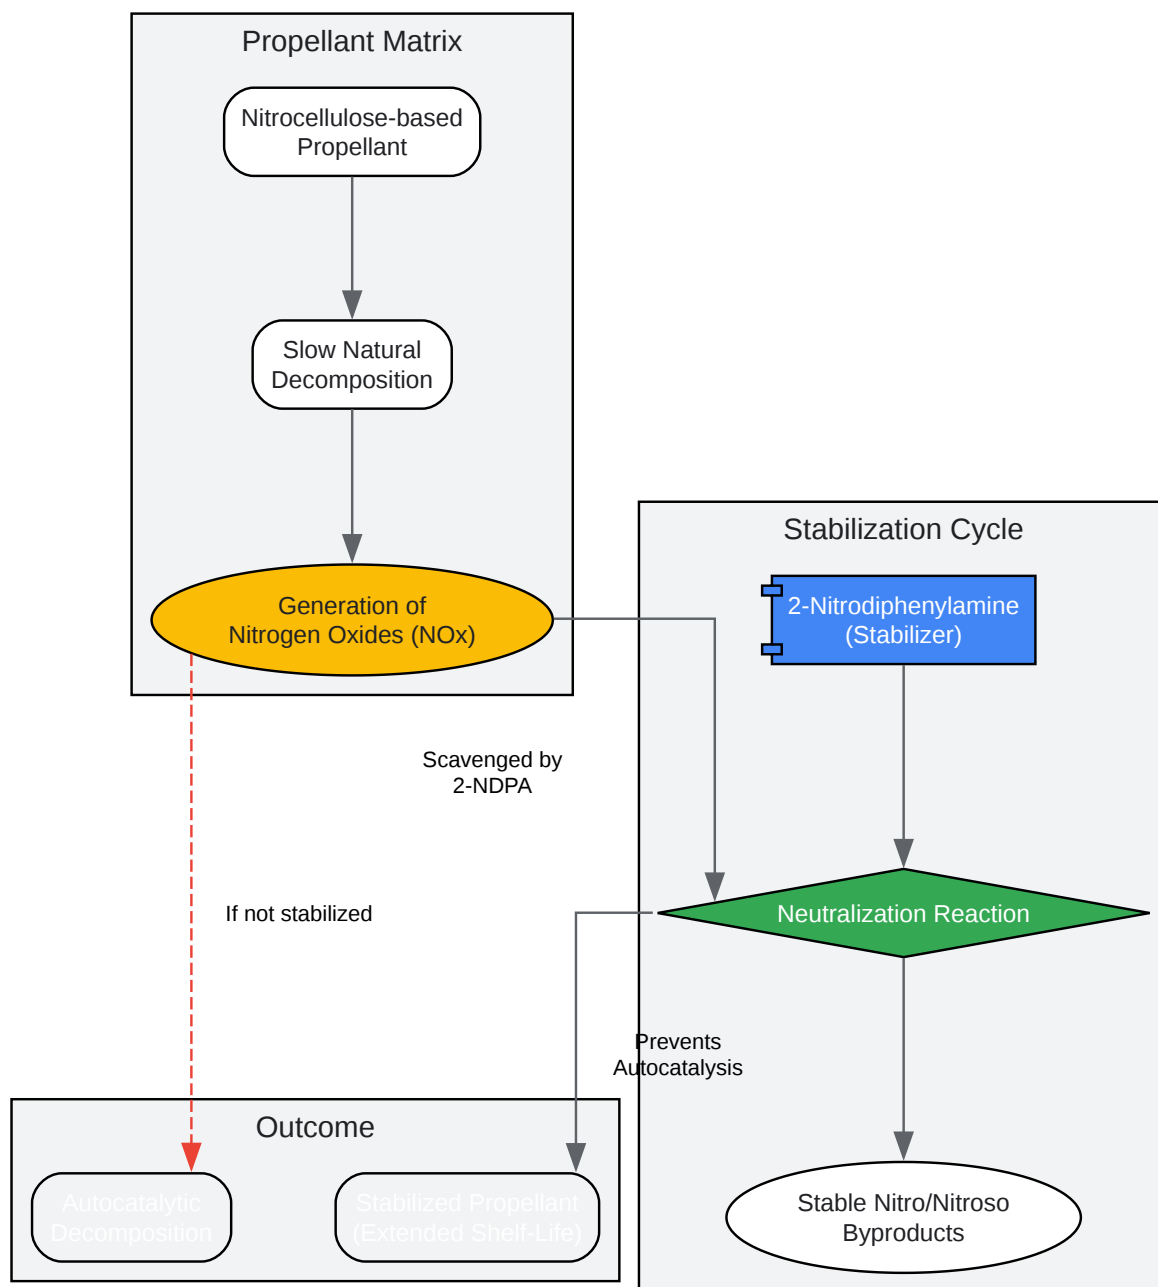 Propellant Matrix
Nitrocellulose-based
Propellant
Slow Natural
Decomposition
Generation of
Nitrogen Oxides (NOx)
Stabilization Cycle
2-Nitrodiphenylamine
(Stabilizer)
Scavenged by
2-NDPA
If not stabilized
Neutralization Reaction
Prevents
Autocatalysis
Outcome
Autocatalytic
Decomposition
Stabilized Propellant
(Extended Shelf-Life)
Stable Nitro/Nitroso
Byproducts